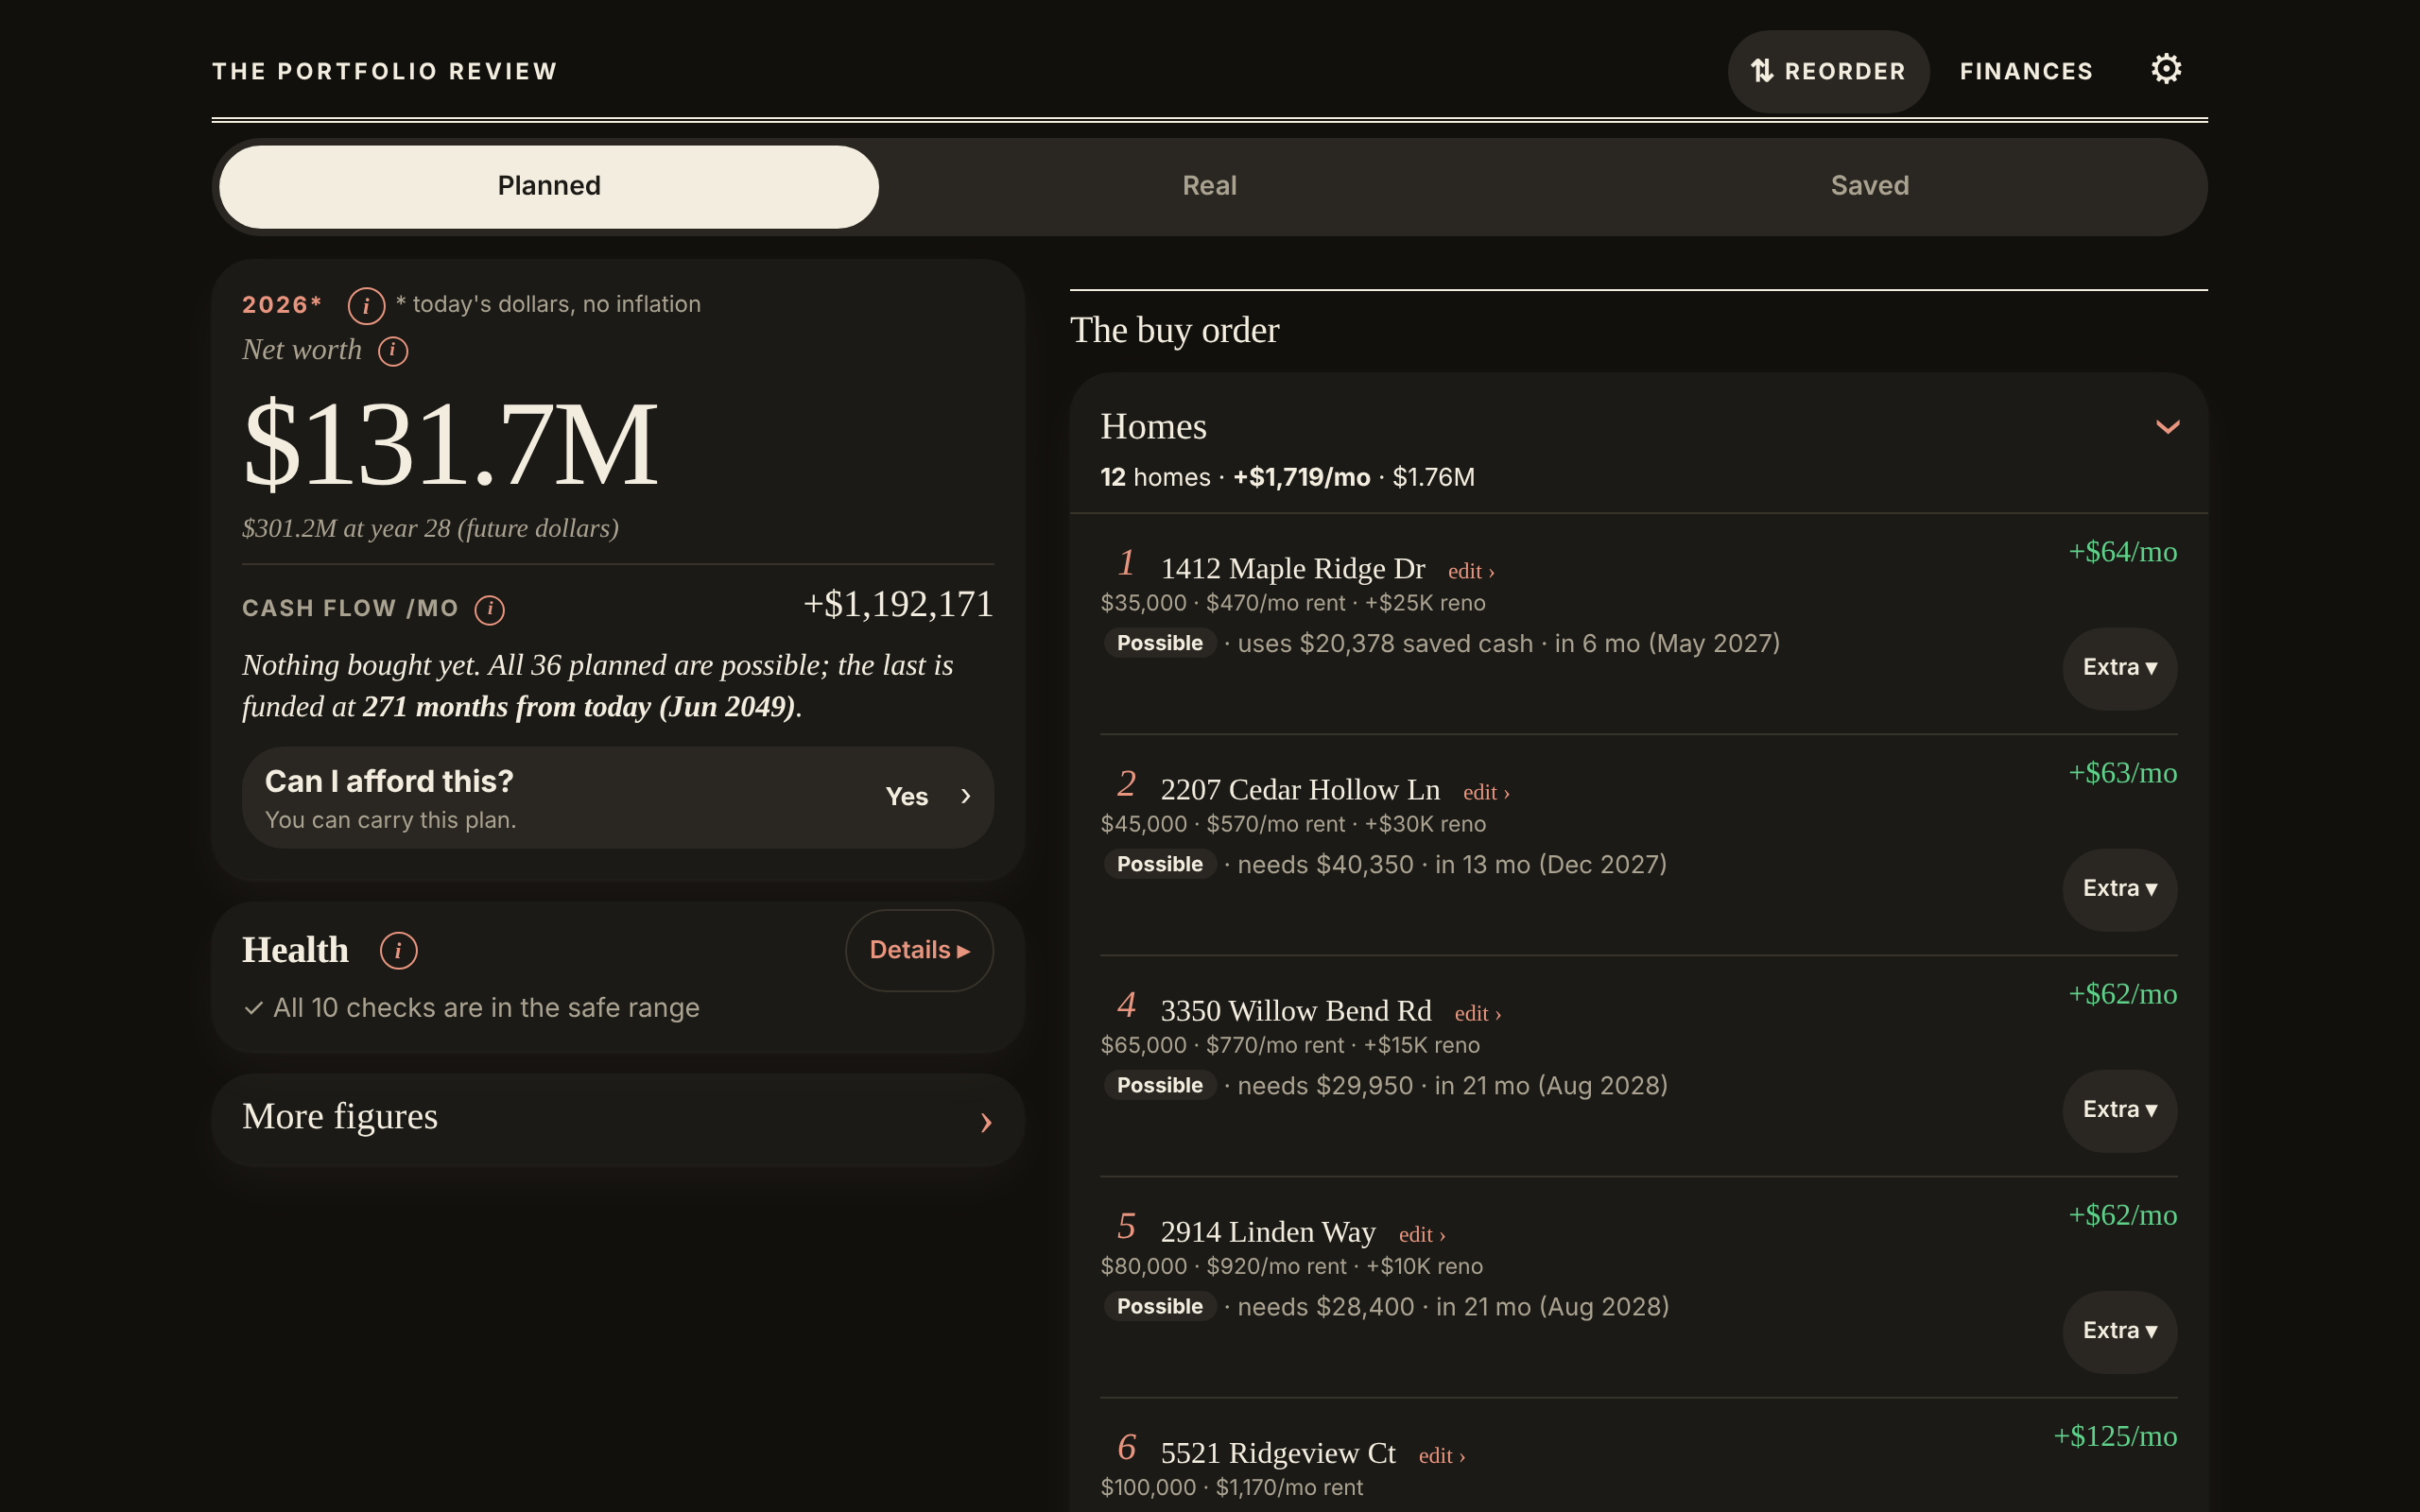 THE PORTFOLIO REVIEW
⇅ REORDER
FINANCES
⚙
Planned
Real
Saved
2026* i * today's dollars, no inflation
Net worth i
$131.7M
$301.2M at year 28 (future dollars)
CASH FLOW /MO i +$1,192,171
Nothing bought yet. All 36 planned are possible; the last is
funded at 271 months from today (Jun 2049).
Can I afford this?
You can carry this plan.
Yes ›
Health i
Details ▸
✓ All 10 checks are in the safe range
More figures ›
The buy order
Homes
12 homes · +$1,719/mo · $1.76M
1 1412 Maple Ridge Dr edit › +$64/mo
$35,000 · $470/mo rent · +$25K reno
Possible · uses $20,378 saved cash · in 6 mo (May 2027)
Extra ▾
2 2207 Cedar Hollow Ln edit › +$63/mo
$45,000 · $570/mo rent · +$30K reno
Possible · needs $40,350 · in 13 mo (Dec 2027)
Extra ▾
4 3350 Willow Bend Rd edit › +$62/mo
$65,000 · $770/mo rent · +$15K reno
Possible · needs $29,950 · in 21 mo (Aug 2028)
Extra ▾
5 2914 Linden Way edit › +$62/mo
$80,000 · $920/mo rent · +$10K reno
Possible · needs $28,400 · in 21 mo (Aug 2028)
Extra ▾
6 5521 Ridgeview Ct edit › +$125/mo
$100,000 · $1,170/mo rent